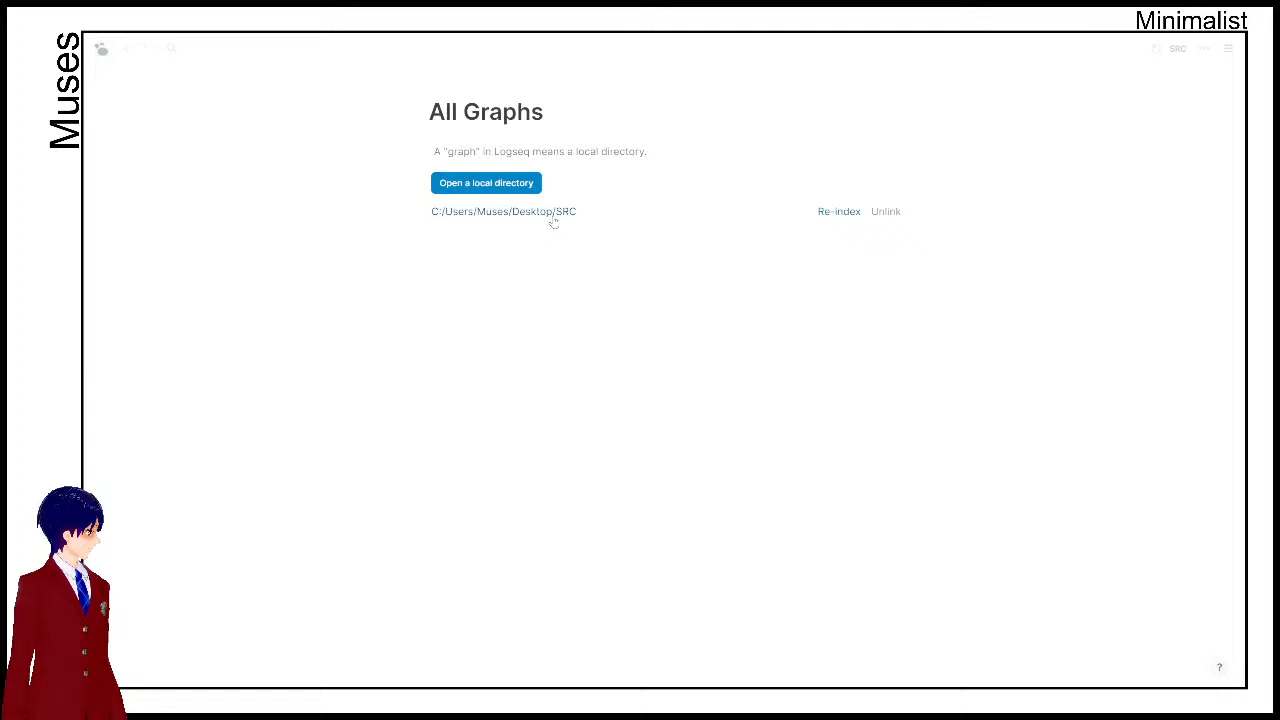 Minimalist
Muses
SRC
All Graphs
A "graph" in Logseq means a local directory.
Open a local directory
C:/Users/Muses/Desktop/SRC
Re-index Unlink
?